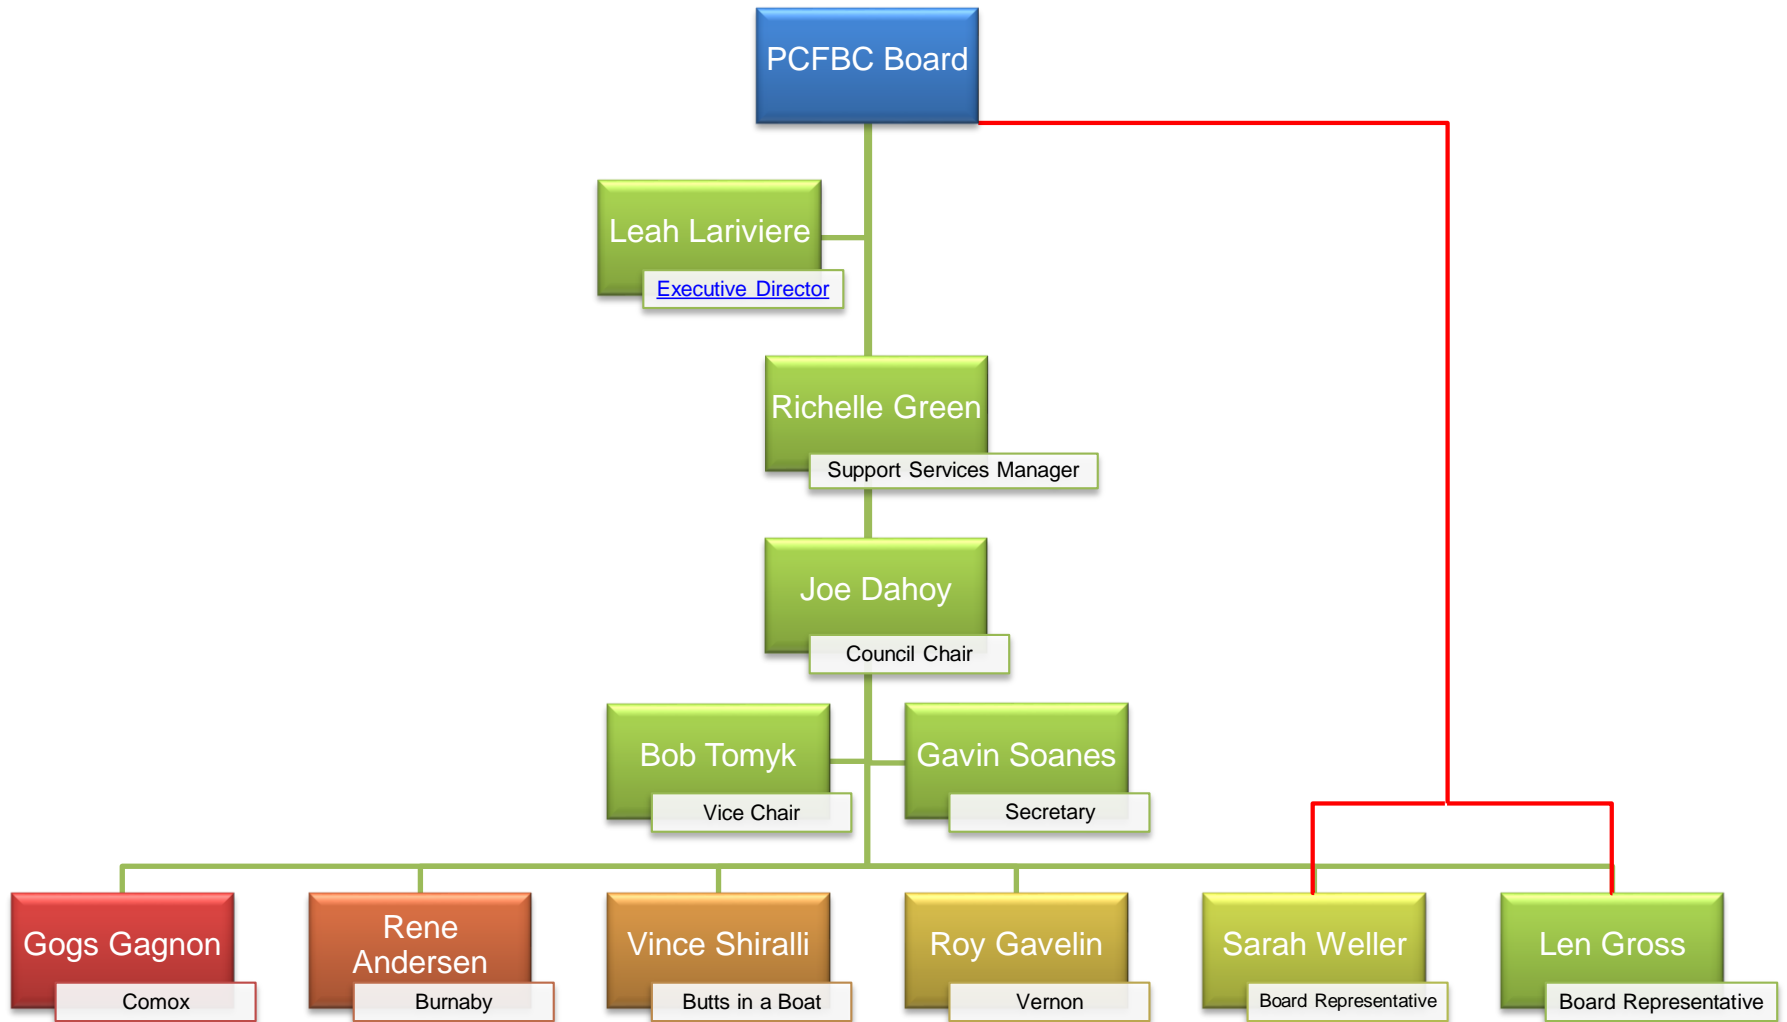 PCFBC Board
Leah Lariviere
Executive Director
Richelle Green
Support Services Manager
Joe Dahoy
Council Chair
Bob Tomyk
Vice Chair
Gavin Soanes
Secretary
Gogs Gagnon
Comox
Rene
Andersen
Burnaby
Vince Shiralli
Butts in a Boat
Roy Gavelin
Vernon
Sarah Weller
Board Representative
Len Gross
Board Representative